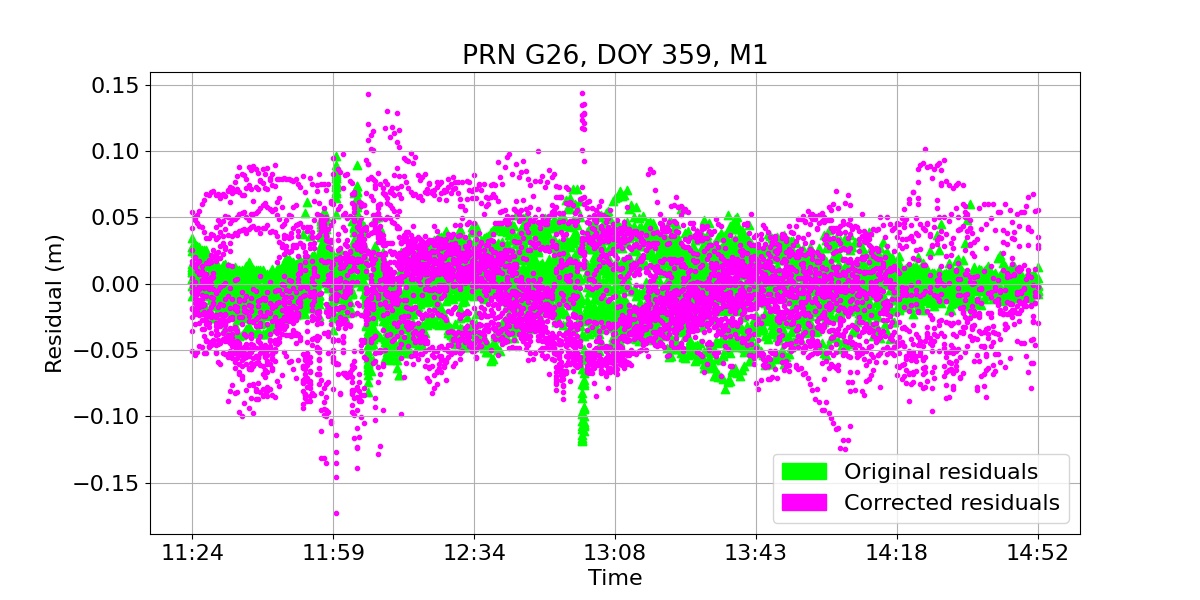 PRN G26, DOY 359, M1
0.15
0.10
0.05
0.00
−0.05
−0.10
−0.15
Residual (m)
Original residuals
Corrected residuals
11:24 11:59 12:34 13:08 13:43 14:18 14:52
Time